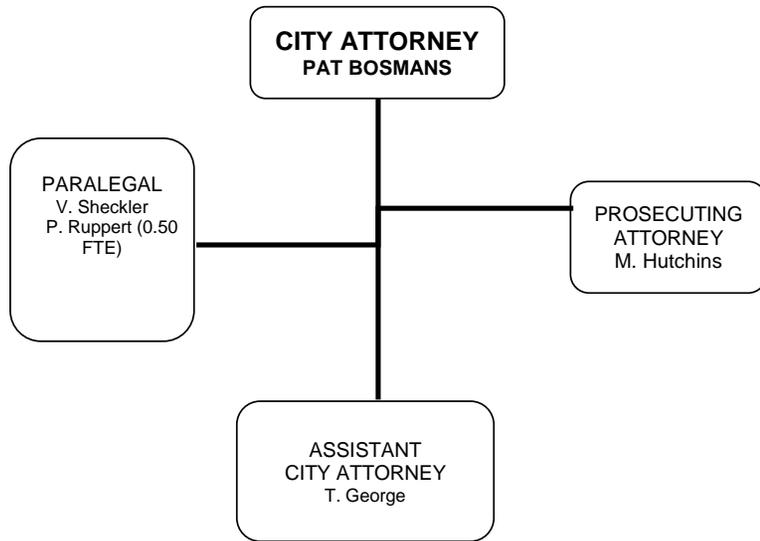 CITY ATTORNEY
PAT BOSMANS
PARALEGAL
V. Sheckler
P. Ruppert (0.50
FTE)
PROSECUTING
ATTORNEY
M. Hutchins
ASSISTANT
CITY ATTORNEY
T. George